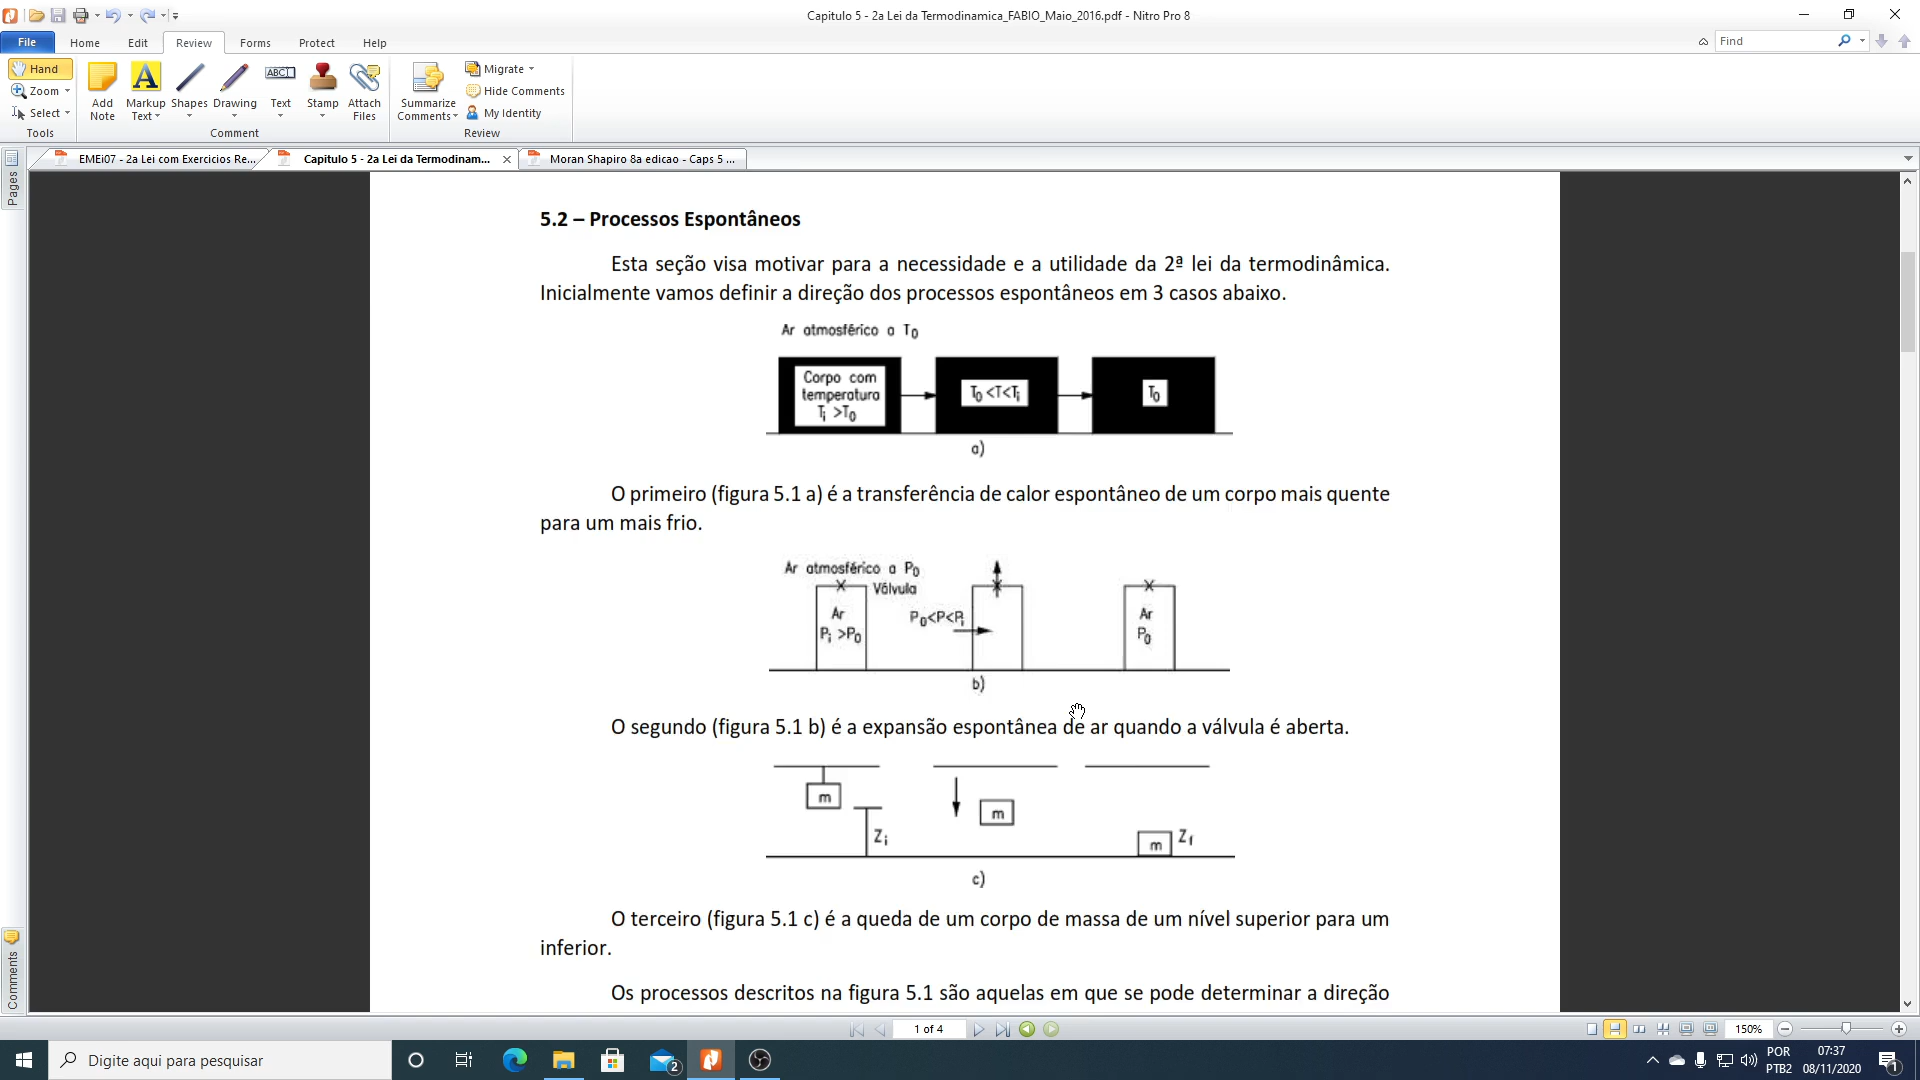 Capitulo 5 - 2a Lei da Termodinamica_FABIO_Maio_2016.pdf - Nitro Pro 8
File Home Edit Review Forms Protect Help
Find
Hand
Zoom
Select
Tools
Add Note
Markup Text
Shapes
Drawing
ABC
Text
Stamp
Attach Files
Comment
Summarize Comments
Migrate
Hide Comments
My Identity
Review
EMEi07 - 2a Lei com Exercicios Re...
Capitulo 5 - 2a Lei da Termodinam...
Moran Shapiro 8a edicao - Caps 5 ...
Pages
5.2 – Processos Espontâneos
Esta seção visa motivar para a necessidade e a utilidade da 2ª lei da termodinâmica.
Inicialmente vamos definir a direção dos processos espontâneos em 3 casos abaixo.
Ar atmosférico a T0
Corpo com
temperatura
Ti >T0
T0 <T<Ti
T0
a)
O primeiro (figura 5.1 a) é a transferência de calor espontâneo de um corpo mais quente
para um mais frio.
Ar atmosférico a P0
Válvula
Ar
Pi >P0
P0<P<Pi
Ar
P0
b)
O segundo (figura 5.1 b) é a expansão espontânea de ar quando a válvula é aberta.
m
Zi
m
m
Zf
c)
O terceiro (figura 5.1 c) é a queda de um corpo de massa de um nível superior para um
inferior.
Os processos descritos na figura 5.1 são aquelas em que se pode determinar a direção
Comments
1 of 4
150%
Digite aqui para pesquisar
2
POR
PTB2
07:37
08/11/2020
1